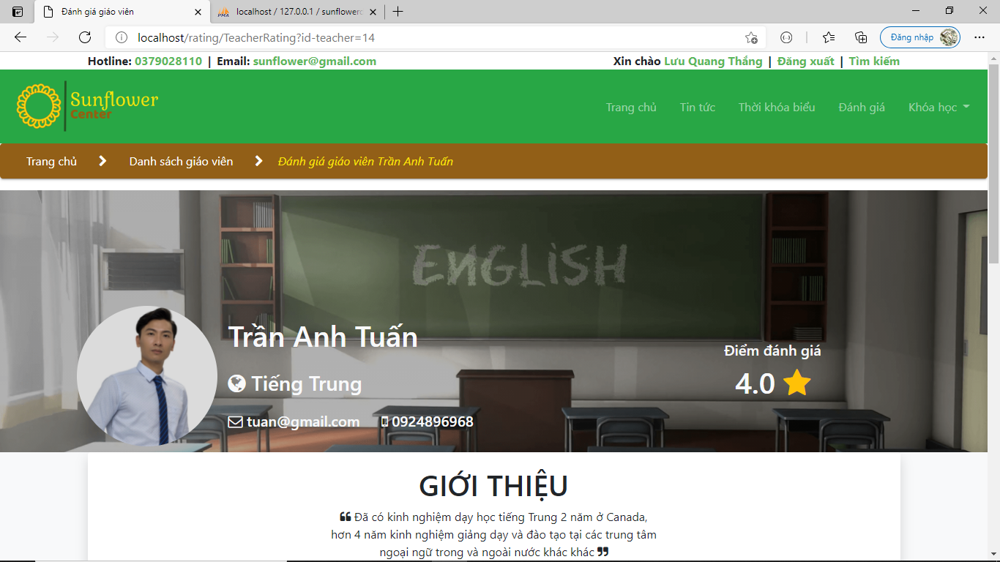 Đánh giá giáo viên
localhost / 127.0.0.1 / sunflowerc
localhost/rating/TeacherRating?id-teacher=14
Đăng nhập
Hotline: 0379028110 | Email: sunflower@gmail.com
Xin chào Lưu Quang Thắng | Đăng xuất | Tìm kiếm
Sunflower
Center
Trang chủ Tin tức Thời khóa biểu Đánh giá Khóa học
Trang chủ Danh sách giáo viên Đánh giá giáo viên Trần Anh Tuấn
ENGLiSH
Trần Anh Tuấn
Tiếng Trung
tuan@gmail.com 0924896968
Điểm đánh giá
4.0
GIỚI THIỆU
❝ Đã có kinh nghiệm dạy học tiếng Trung 2 năm ở Canada,
hơn 4 năm kinh nghiệm giảng dạy và đào tạo tại các trung tâm
ngoại ngữ trong và ngoài nước khác khác ❞